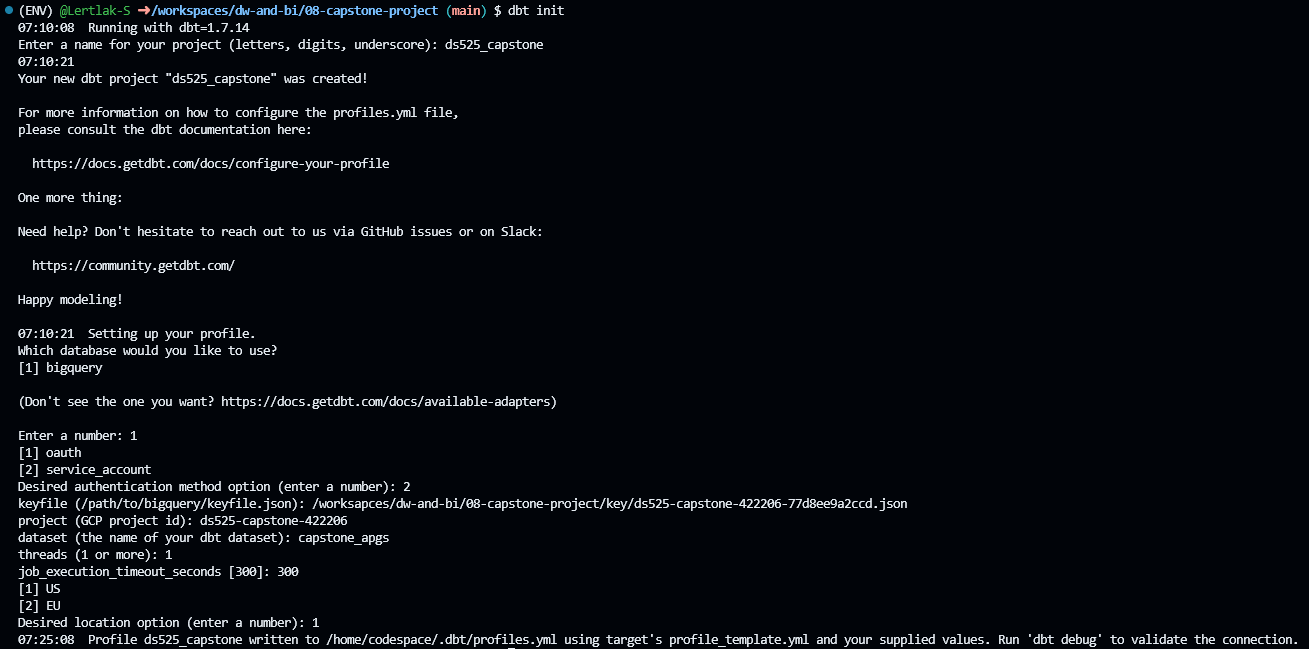 (ENV) @Lertlak-S ➜/workspaces/dw-and-bi/08-capstone-project (main) $ dbt init
07:10:08  Running with dbt=1.7.14
Enter a name for your project (letters, digits, underscore): ds525_capstone
07:10:21
Your new dbt project "ds525_capstone" was created!
For more information on how to configure the profiles.yml file,
please consult the dbt documentation here:
https://docs.getdbt.com/docs/configure-your-profile
One more thing:
Need help? Don't hesitate to reach out to us via GitHub issues or on Slack:
https://community.getdbt.com/
Happy modeling!
07:10:21  Setting up your profile.
Which database would you like to use?
[1] bigquery
(Don't see the one you want? https://docs.getdbt.com/docs/available-adapters)
Enter a number: 1
[1] oauth
[2] service_account
Desired authentication method option (enter a number): 2
keyfile (/path/to/bigquery/keyfile.json): /worksapces/dw-and-bi/08-capstone-project/key/ds525-capstone-422206-77d8ee9a2ccd.json
project (GCP project id): ds525-capstone-422206
dataset (the name of your dbt dataset): capstone_apgs
threads (1 or more): 1
job_execution_timeout_seconds [300]: 300
[1] US
[2] EU
Desired location option (enter a number): 1
07:25:08  Profile ds525_capstone written to /home/codespace/.dbt/profiles.yml using target's profile_template.yml and your supplied values. Run 'dbt debug' to validate the connection.